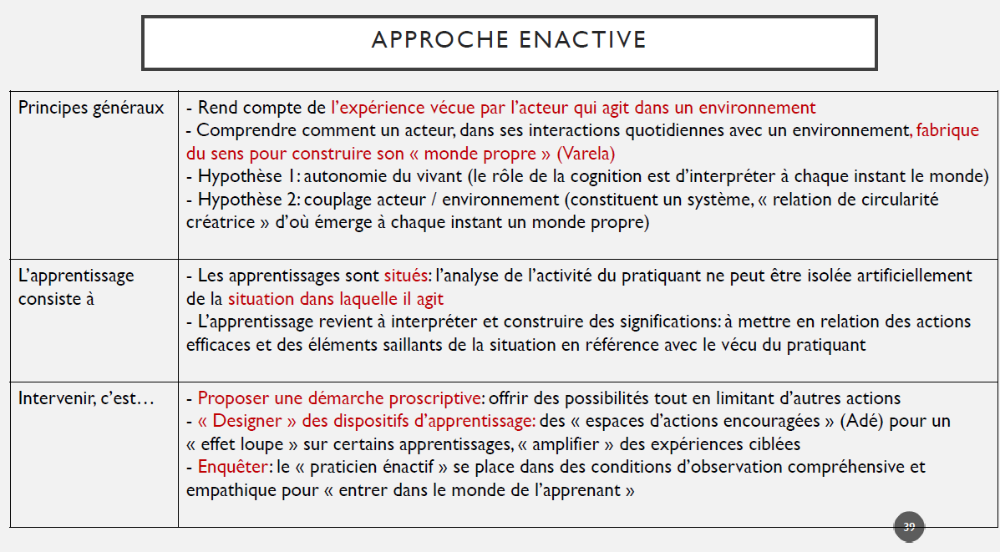 APPROCHE ENACTIVE
Principes généraux
- Rend compte de l’expérience vécue par l’acteur qui agit dans un environnement
- Comprendre comment un acteur, dans ses interactions quotidiennes avec un environnement, fabrique
du sens pour construire son « monde propre » (Varela)
- Hypothèse 1: autonomie du vivant (le rôle de la cognition est d’interpréter à chaque instant le monde)
- Hypothèse 2: couplage acteur / environnement (constituent un système, « relation de circularité
créatrice » d’où émerge à chaque instant un monde propre)
L’apprentissage
consiste à
- Les apprentissages sont situés: l’analyse de l’activité du pratiquant ne peut être isolée artificiellement
de la situation dans laquelle il agit
- L’apprentissage revient à interpréter et construire des significations: à mettre en relation des actions
efficaces et des éléments saillants de la situation en référence avec le vécu du pratiquant
Intervenir, c’est…
- Proposer une démarche proscriptive: offrir des possibilités tout en limitant d’autres actions
- « Designer » des dispositifs d’apprentissage: des « espaces d’actions encouragées » (Adé) pour un
« effet loupe » sur certains apprentissages, « amplifier » des expériences ciblées
- Enquêter: le « praticien énactif » se place dans des conditions d’observation compréhensive et
empathique pour « entrer dans le monde de l’apprenant »
39